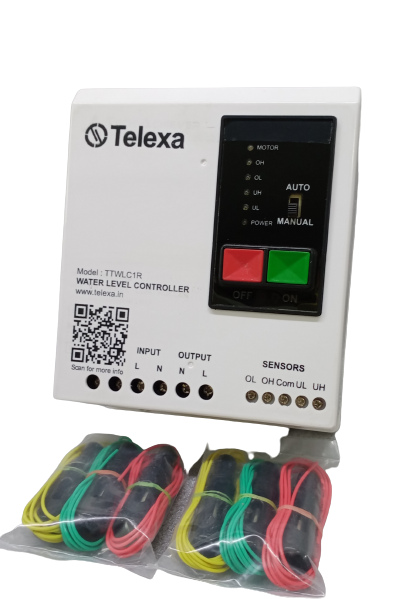 Telexa
MOTOR
OH
OL
UH
UL
POWER
AUTO
MANUAL
OFF ON
Model : TTWLC1R
WATER LEVEL CONTROLLER
www.telexa.in
Scan for more info
INPUT OUTPUT
L N N L
SENSORS
OL OH Com UL UH